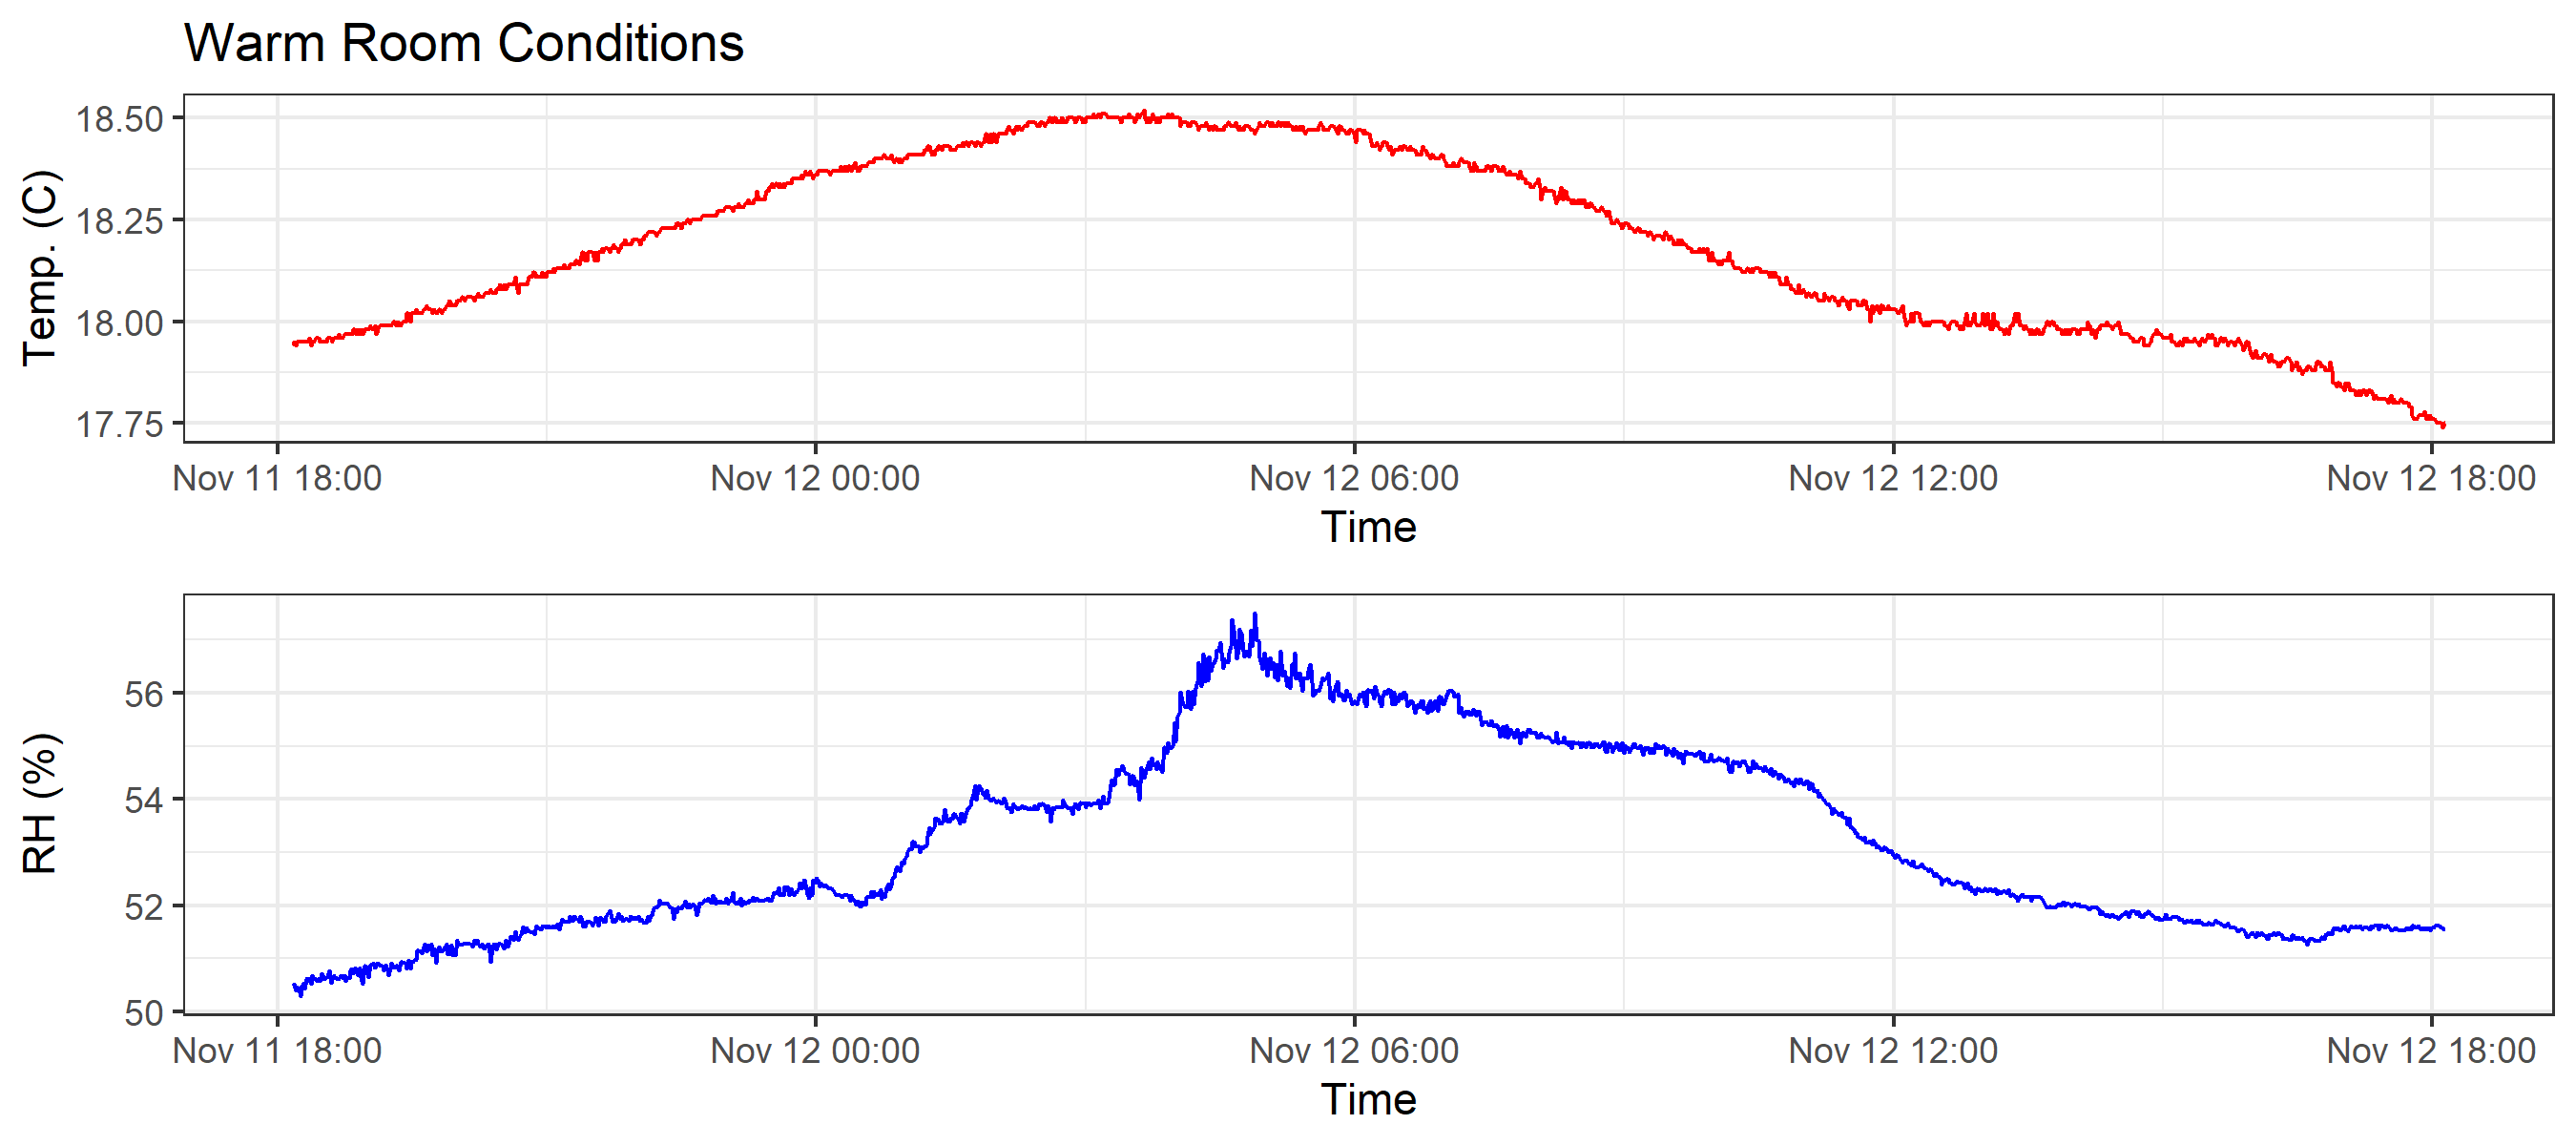 Warm Room Conditions
Temp. (C)
18.50
18.25
18.00
17.75
Nov 11 18:00 Nov 12 00:00 Nov 12 06:00 Nov 12 12:00 Nov 12 18:00
Time
RH (%)
56
54
52
50
Nov 11 18:00 Nov 12 00:00 Nov 12 06:00 Nov 12 12:00 Nov 12 18:00
Time